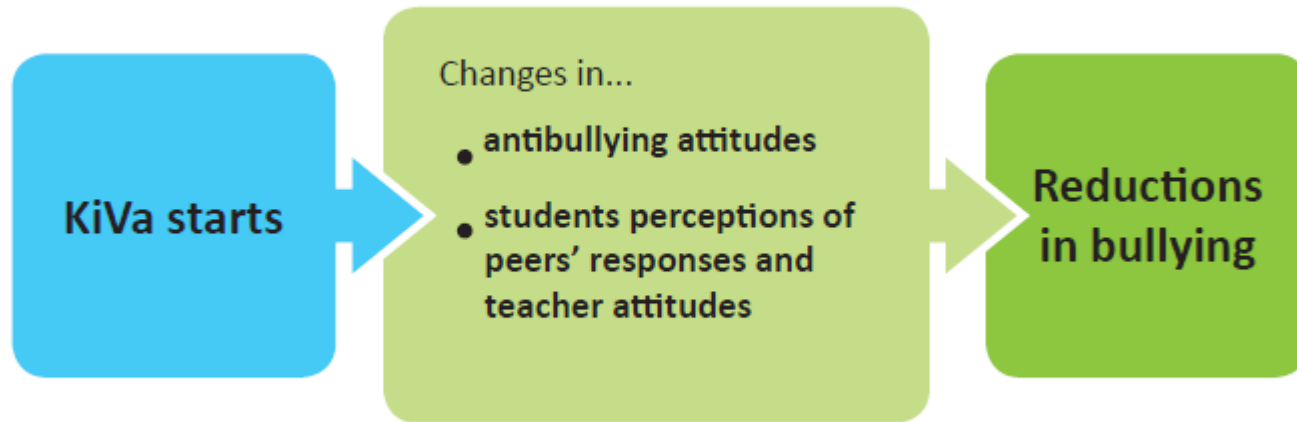 KiVa starts
Changes in...
• antibullying attitudes
• students perceptions of
peers’ responses and
teacher attitudes
Reductions
in bullying